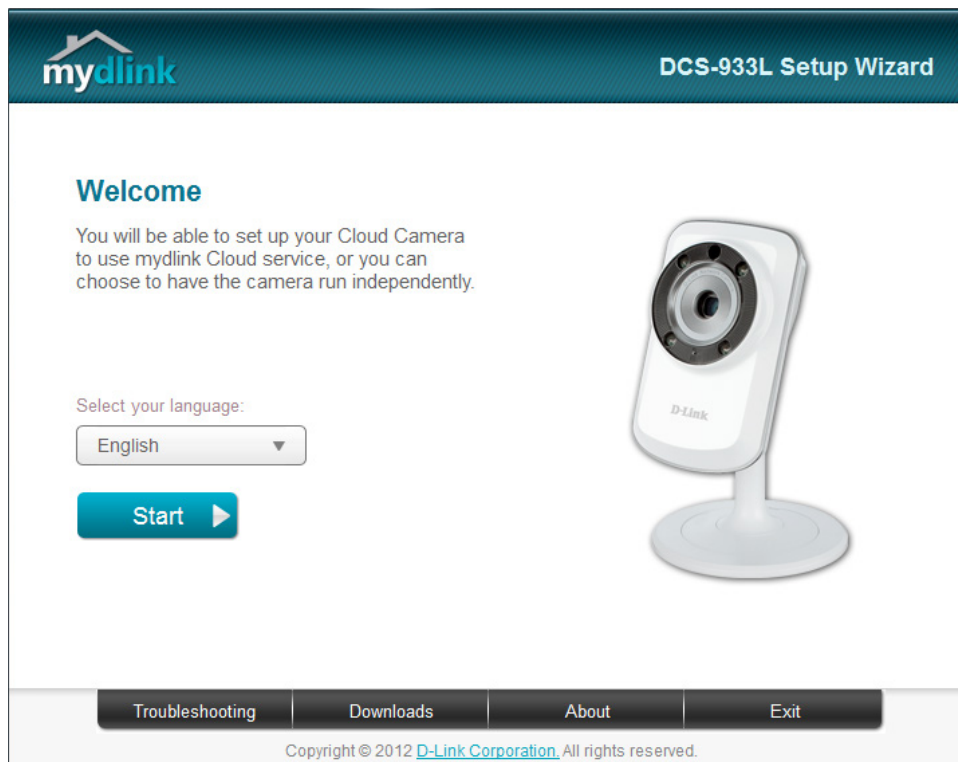 mydlink
DCS-933L Setup Wizard
Welcome
You will be able to set up your Cloud Camera
to use mydlink Cloud service, or you can
choose to have the camera run independently.
Select your language:
English
Start
D-Link
Troubleshooting
Downloads
About
Exit
Copyright © 2012 D-Link Corporation. All rights reserved.